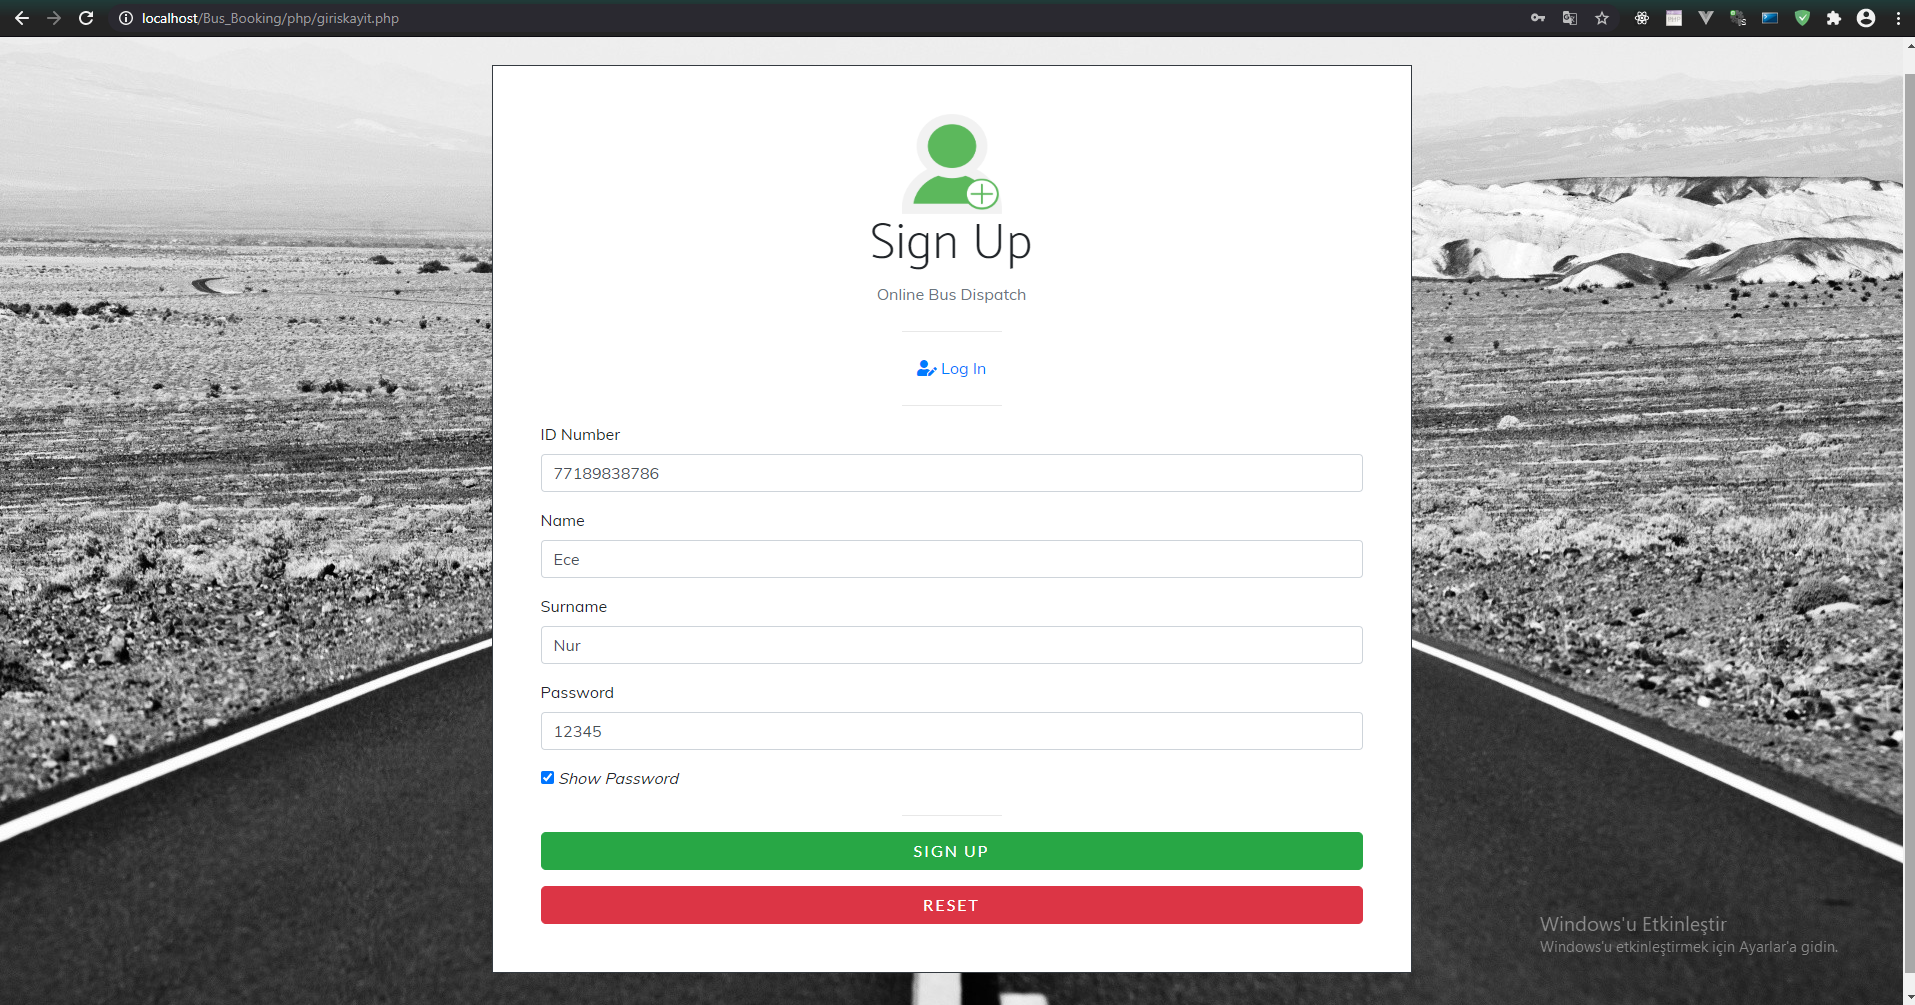 localhost/Bus_Booking/php/giriskayit.php
Sign Up
Online Bus Dispatch
Log In
ID Number
77189838786
Name
Ece
Surname
Nur
Password
12345
Show Password
SIGN UP
RESET
Windows'u Etkinleştir
Windows'u etkinleştirmek için Ayarlar'a gidin.